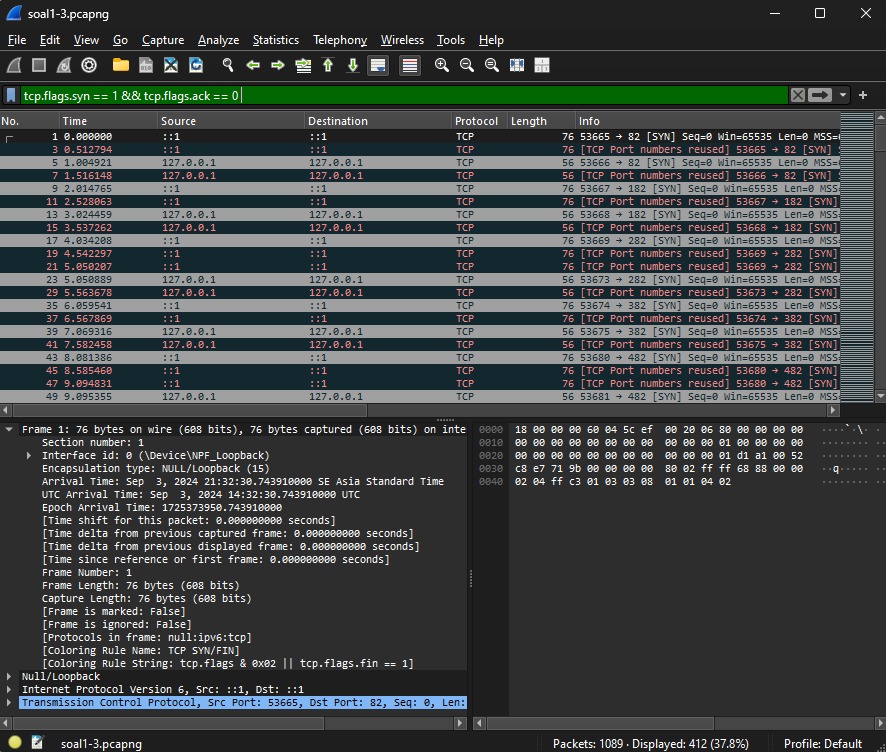 soal1-3.pcapng
File Edit View Go Capture Analyze Statistics Telephony Wireless Tools Help
tcp.flags.syn == 1 && tcp.flags.ack == 0
No. Time Source Destination Protocol Length Info
1 0.000000 ::1 ::1 TCP 76 53665 → 82 [SYN] Seq=0 Win=65535 Len=0 MSS=
3 0.512794 ::1 ::1 TCP 76 [TCP Port numbers reused] 53665 → 82 [SYN] S
5 1.004921 127.0.0.1 127.0.0.1 TCP 56 53666 → 82 [SYN] Seq=0 Win=65535 Len=0 MSS=
7 1.516148 127.0.0.1 127.0.0.1 TCP 56 [TCP Port numbers reused] 53666 → 82 [SYN] S
9 2.014765 ::1 ::1 TCP 76 53667 → 182 [SYN] Seq=0 Win=65535 Len=0 MSS
11 2.528063 ::1 ::1 TCP 76 [TCP Port numbers reused] 53667 → 182 [SYN]
13 3.024459 127.0.0.1 127.0.0.1 TCP 56 53668 → 182 [SYN] Seq=0 Win=65535 Len=0 MSS
15 3.537262 127.0.0.1 127.0.0.1 TCP 56 [TCP Port numbers reused] 53668 → 182 [SYN]
17 4.034208 ::1 ::1 TCP 76 53669 → 282 [SYN] Seq=0 Win=65535 Len=0 MSS
19 4.542297 ::1 ::1 TCP 76 [TCP Port numbers reused] 53669 → 282 [SYN]
21 5.050207 ::1 ::1 TCP 76 [TCP Port numbers reused] 53669 → 282 [SYN]
23 5.050889 127.0.0.1 127.0.0.1 TCP 56 53673 → 282 [SYN] Seq=0 Win=65535 Len=0 MSS
29 5.563678 127.0.0.1 127.0.0.1 TCP 56 [TCP Port numbers reused] 53673 → 282 [SYN]
35 6.059541 ::1 ::1 TCP 76 53674 → 382 [SYN] Seq=0 Win=65535 Len=0 MSS
37 6.567869 ::1 ::1 TCP 76 [TCP Port numbers reused] 53674 → 382 [SYN]
39 7.069316 127.0.0.1 127.0.0.1 TCP 56 53675 → 382 [SYN] Seq=0 Win=65535 Len=0 MSS
41 7.582458 127.0.0.1 127.0.0.1 TCP 56 [TCP Port numbers reused] 53675 → 382 [SYN]
43 8.081386 ::1 ::1 TCP 76 53680 → 482 [SYN] Seq=0 Win=65535 Len=0 MSS
45 8.585460 ::1 ::1 TCP 76 [TCP Port numbers reused] 53680 → 482 [SYN]
47 9.094831 ::1 ::1 TCP 76 [TCP Port numbers reused] 53680 → 482 [SYN]
49 9.095355 127.0.0.1 127.0.0.1 TCP 56 53681 → 482 [SYN] Seq=0 Win=65535 Len=0 MSS
Frame 1: 76 bytes on wire (608 bits), 76 bytes captured (608 bits) on inte
Section number: 1
Interface id: 0 (\Device\NPF_Loopback)
Encapsulation type: NULL/Loopback (15)
Arrival Time: Sep 3, 2024 21:32:30.743910000 SE Asia Standard Time
UTC Arrival Time: Sep 3, 2024 14:32:30.743910000 UTC
Epoch Arrival Time: 1725373950.743910000
[Time shift for this packet: 0.000000000 seconds]
[Time delta from previous captured frame: 0.000000000 seconds]
[Time delta from previous displayed frame: 0.000000000 seconds]
[Time since reference or first frame: 0.000000000 seconds]
Frame Number: 1
Frame Length: 76 bytes (608 bits)
Capture Length: 76 bytes (608 bits)
[Frame is marked: False]
[Frame is ignored: False]
[Protocols in frame: null:ipv6:tcp]
[Coloring Rule Name: TCP SYN/FIN]
[Coloring Rule String: tcp.flags & 0x02 || tcp.flags.fin == 1]
Null/Loopback
Internet Protocol Version 6, Src: ::1, Dst: ::1
Transmission Control Protocol, Src Port: 53665, Dst Port: 82, Seq: 0, Len:
0000 18 00 00 00 60 04 5c ef 00 20 06 80 00 00 00 00 ····`·\· ·
0010 00 00 00 00 00 00 00 00 00 00 00 01 00 00 00 00 ········ ·
0020 00 00 00 00 00 00 00 00 00 00 00 01 d1 a1 00 52 ········ ·
0030 c8 e7 71 9b 00 00 00 00 80 02 ff ff 68 88 00 00 ··q····· ·
0040 02 04 ff c3 01 03 03 08 01 01 04 02 ········ ·
soal1-3.pcapng Packets: 1089 · Displayed: 412 (37.8%) Profile: Default